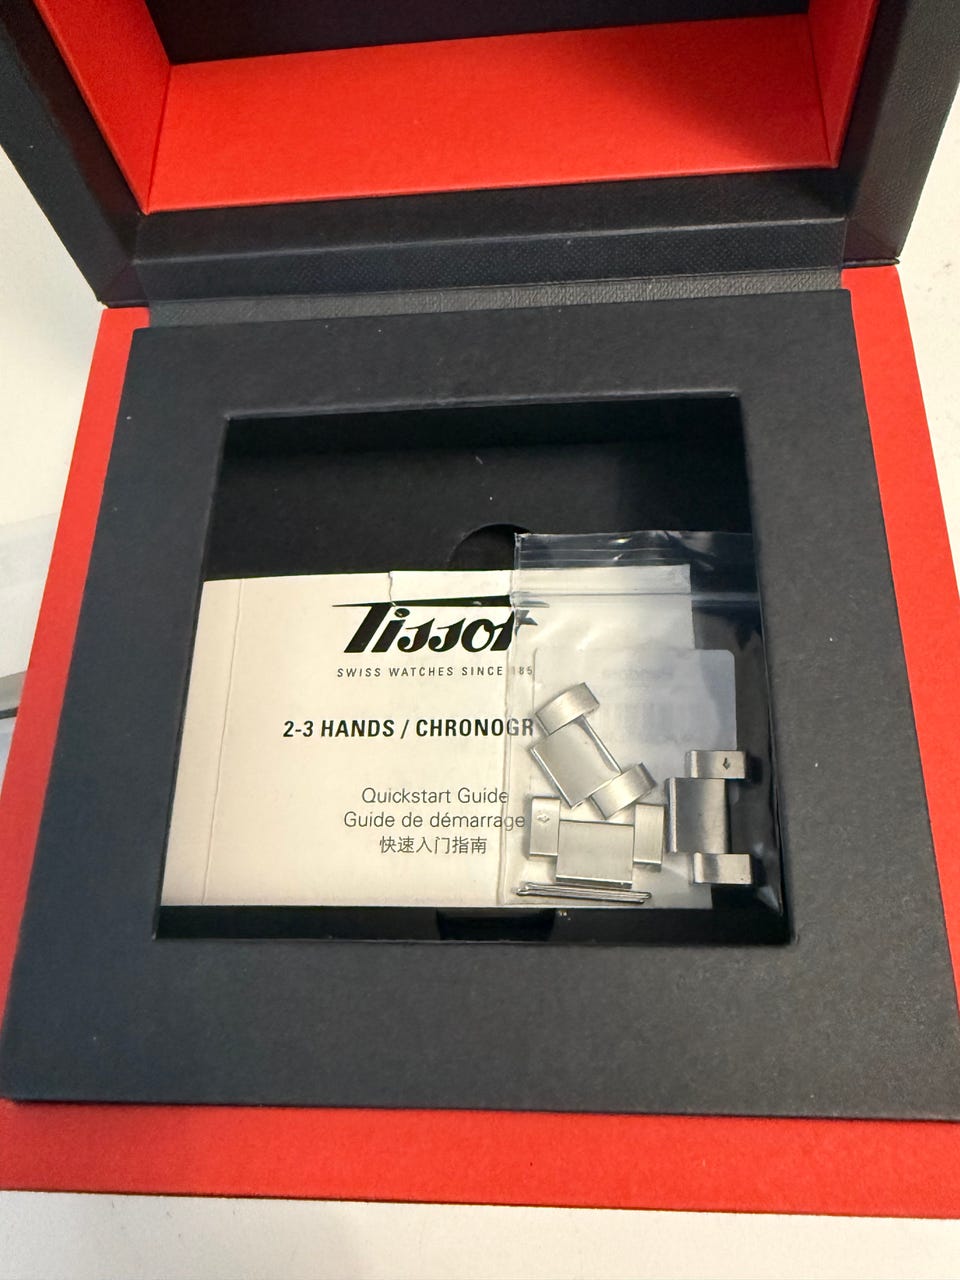 Tissot
SWISS WATCHES SINCE 185
2-3 HANDS / CHRONOGR
Quickstart Guide
Guide de démarrage
快速入门指南